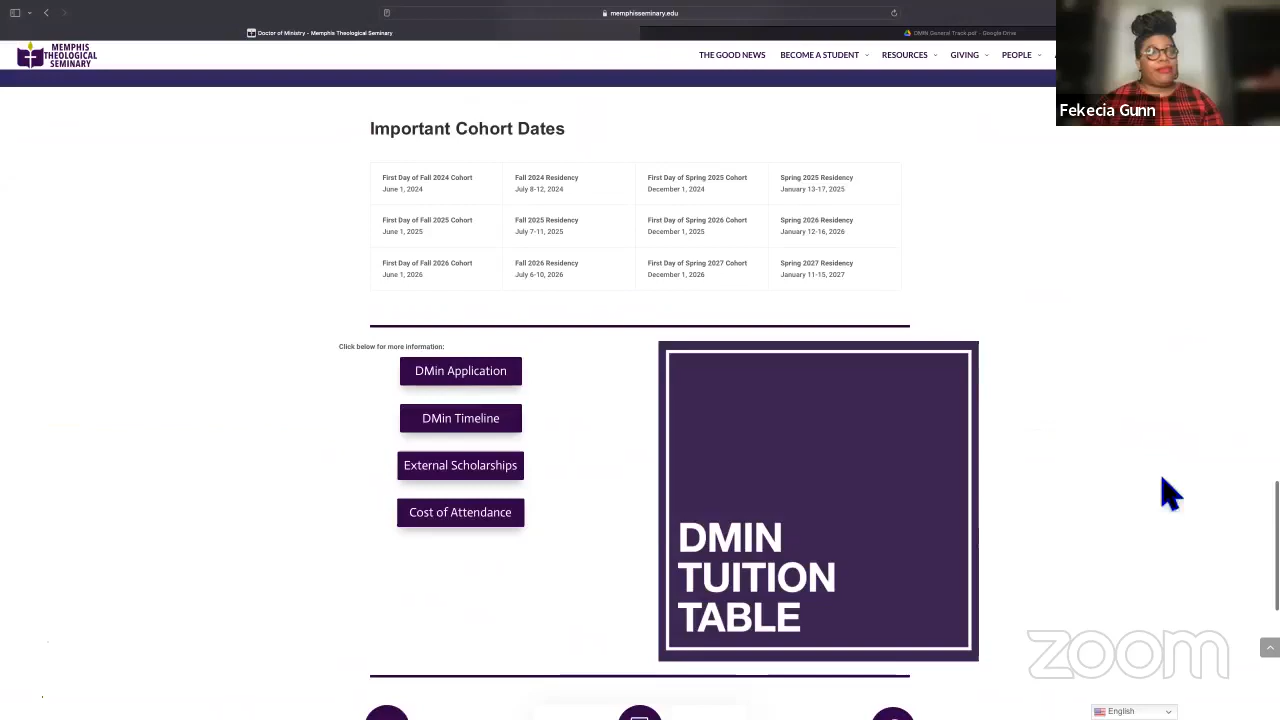 memphisseminary.edu
Doctor of Ministry - Memphis Theological Seminary
DMIN General Track.pdf - Google Drive
MEMPHIS
THEOLOGICAL
SEMINARY
THE GOOD NEWS BECOME A STUDENT RESOURCES GIVING PEOPLE
Fekecia Gunn
Important Cohort Dates
First Day of Fall 2024 Cohort Fall 2024 Residency First Day of Spring 2025 Cohort Spring 2025 Residency
June 1, 2024 July 8-12, 2024 December 1, 2024 January 13-17, 2025
First Day of Fall 2025 Cohort Fall 2025 Residency First Day of Spring 2026 Cohort Spring 2026 Residency
June 1, 2025 July 7-11, 2025 December 1, 2025 January 12-16, 2026
First Day of Fall 2026 Cohort Fall 2026 Residency First Day of Spring 2027 Cohort Spring 2027 Residency
June 1, 2026 July 6-10, 2026 December 1, 2026 January 11-15, 2027
Click below for more information:
DMin Application
DMin Timeline
External Scholarships
Cost of Attendance
DMIN
TUITION
TABLE
zoom
English